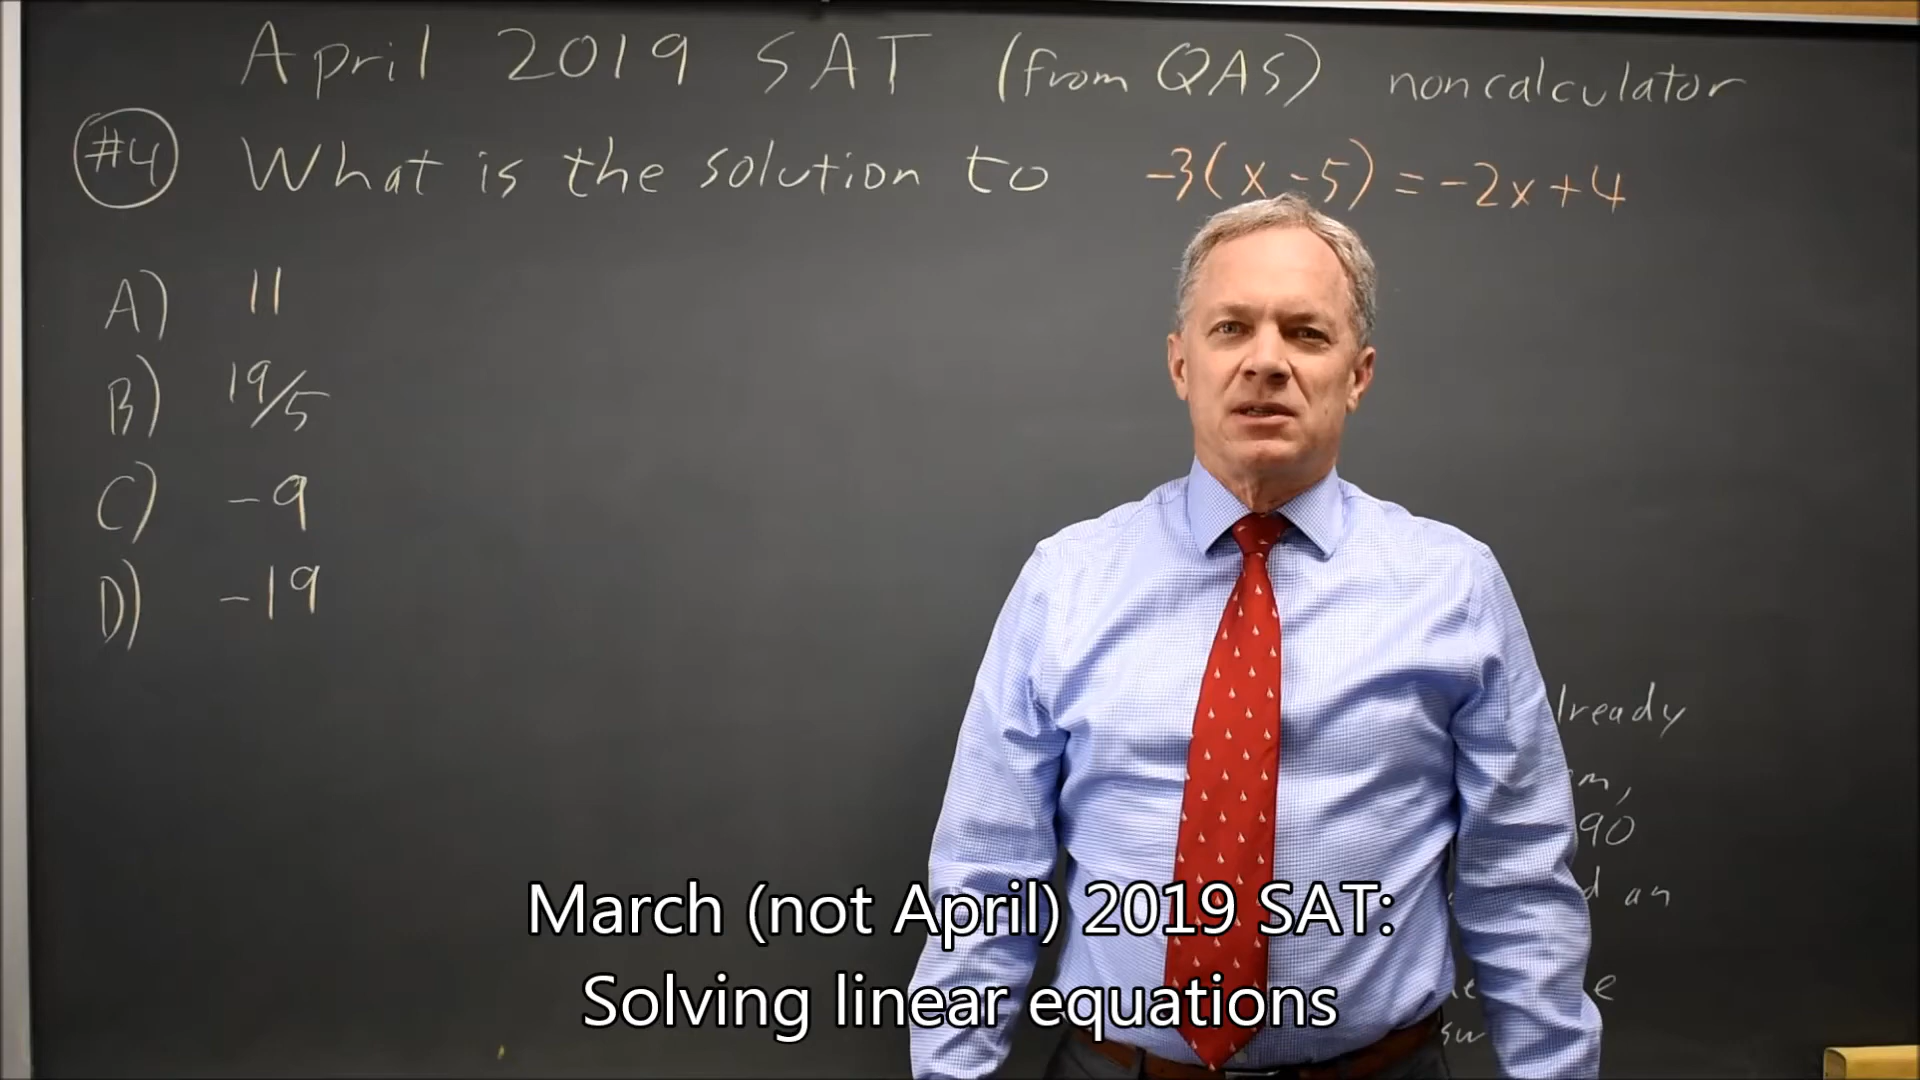 April 2019 SAT (from QAS) noncalculator
#4 What is the solution to -3(x-5) = -2x+4
A) 11
B) 19/5
C) -9
D) -19
90
an
March (not April) 2019 SAT:
Solving linear equations